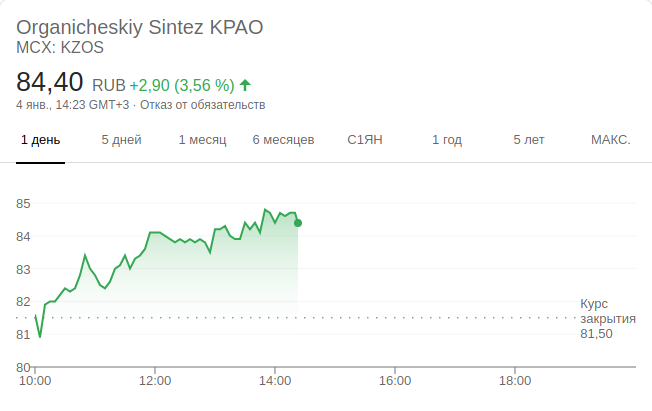 Organicheskiy Sintez KPAO
MCX: KZOS
84,40 RUB +2,90 (3,56 %)
4 янв., 14:23 GMT+3 · Отказ от обязательств
1 день 5 дней 1 месяц 6 месяцев С1ЯН 1 год 5 лет МАКС.
85
84
83
82
81
80
Курс
закрытия
81,50
10:00 12:00 14:00 16:00 18:00